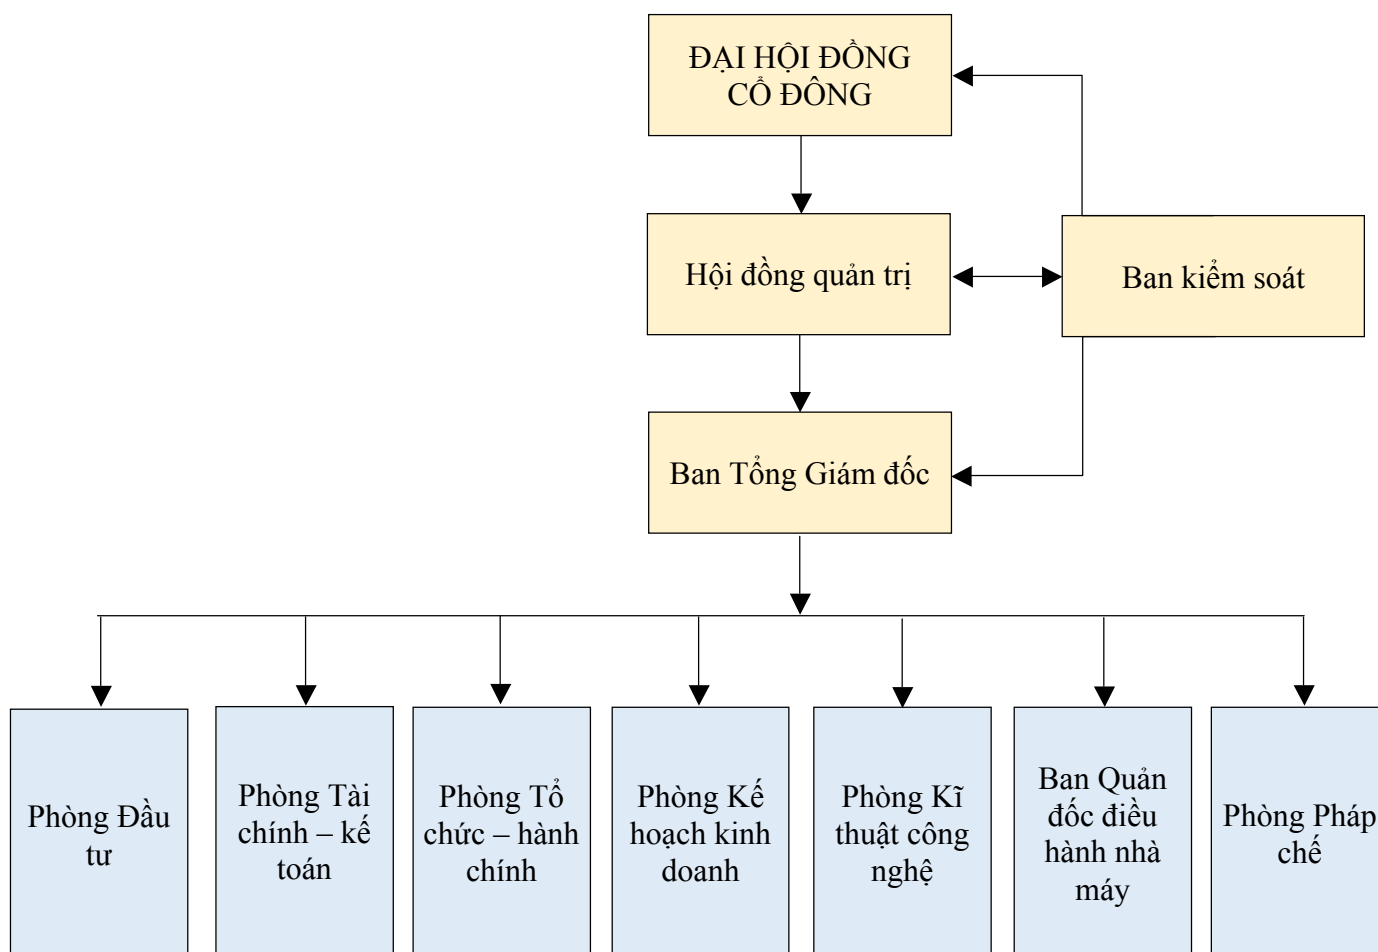 ĐẠI HỘI ĐỒNG
CỔ ĐÔNG
Hội đồng quản trị
Ban kiểm soát
Ban Tổng Giám đốc
Phòng Đầu
tư
Phòng Tài
chính – kế
toán
Phòng Tổ
chức – hành
chính
Phòng Kế
hoạch kinh
doanh
Phòng Kĩ
thuật công
nghệ
Ban Quản
đốc điều
hành nhà
máy
Phòng Pháp
chế